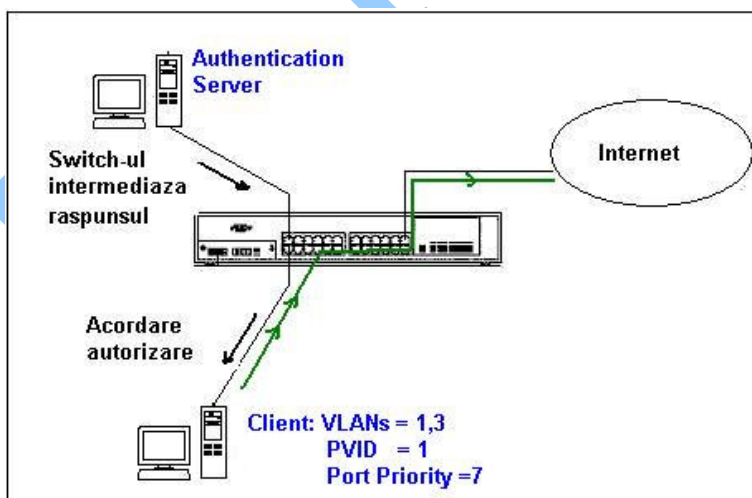 Authentication
Server
Switch-ul
intermediaza
raspunsul
Internet
Acordare
autorizare
Client: VLANs = 1,3
PVID = 1
Port Priority =7